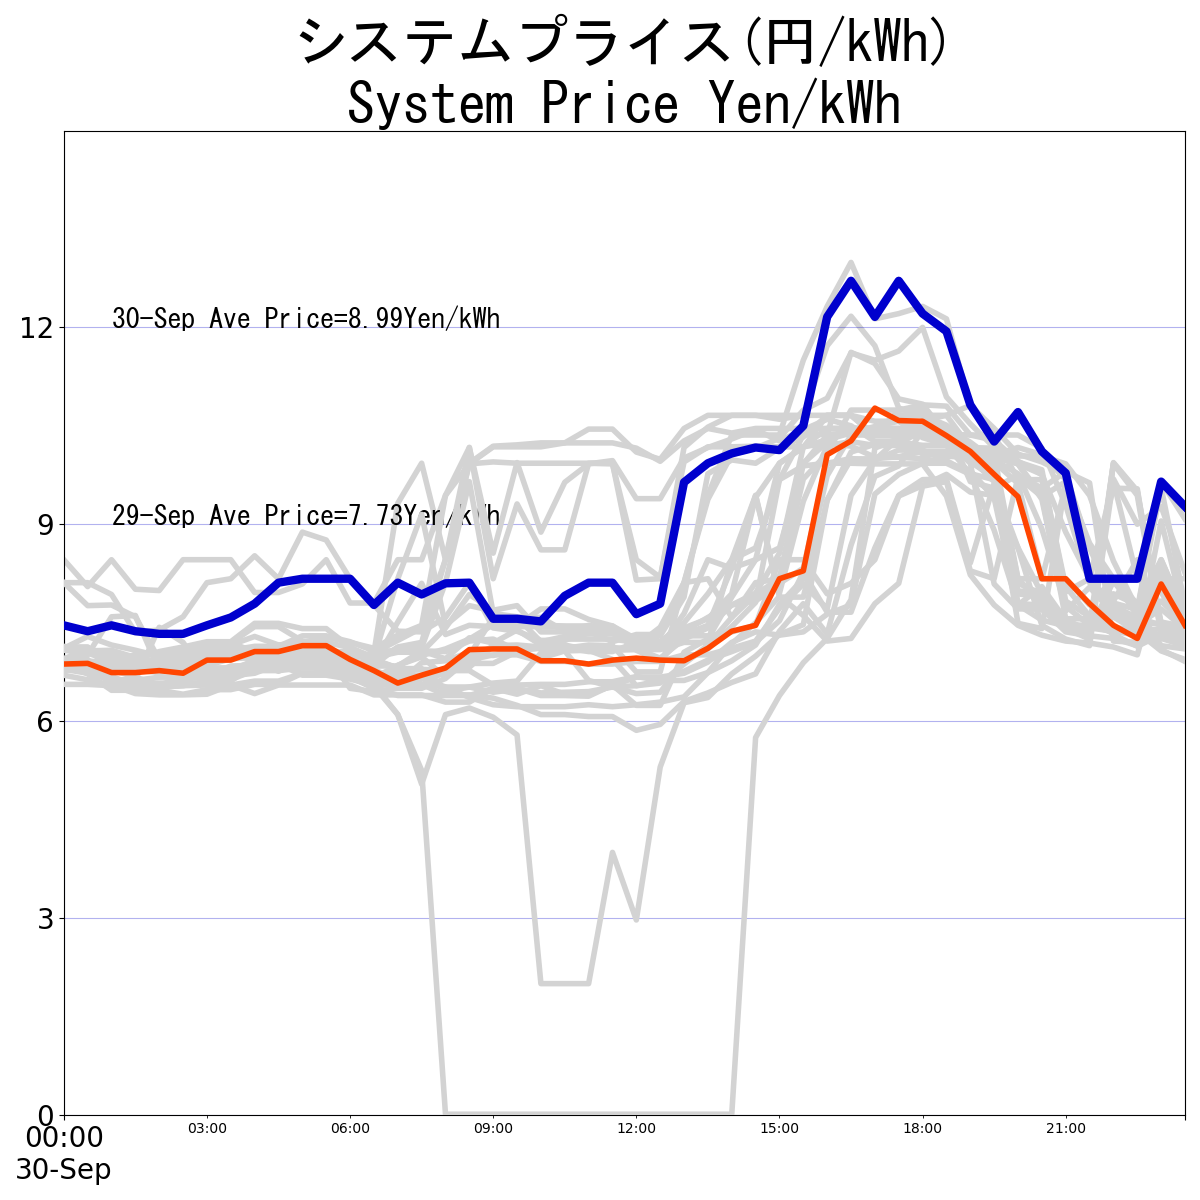 システムプライス(円/kWh)
System Price Yen/kWh
30-Sep Ave Price=8.99Yen/kWh
29-Sep Ave Price=7.73Yen/kWh
12
9
6
3
0
00:00
30-Sep
03:00
06:00
09:00
12:00
15:00
18:00
21:00